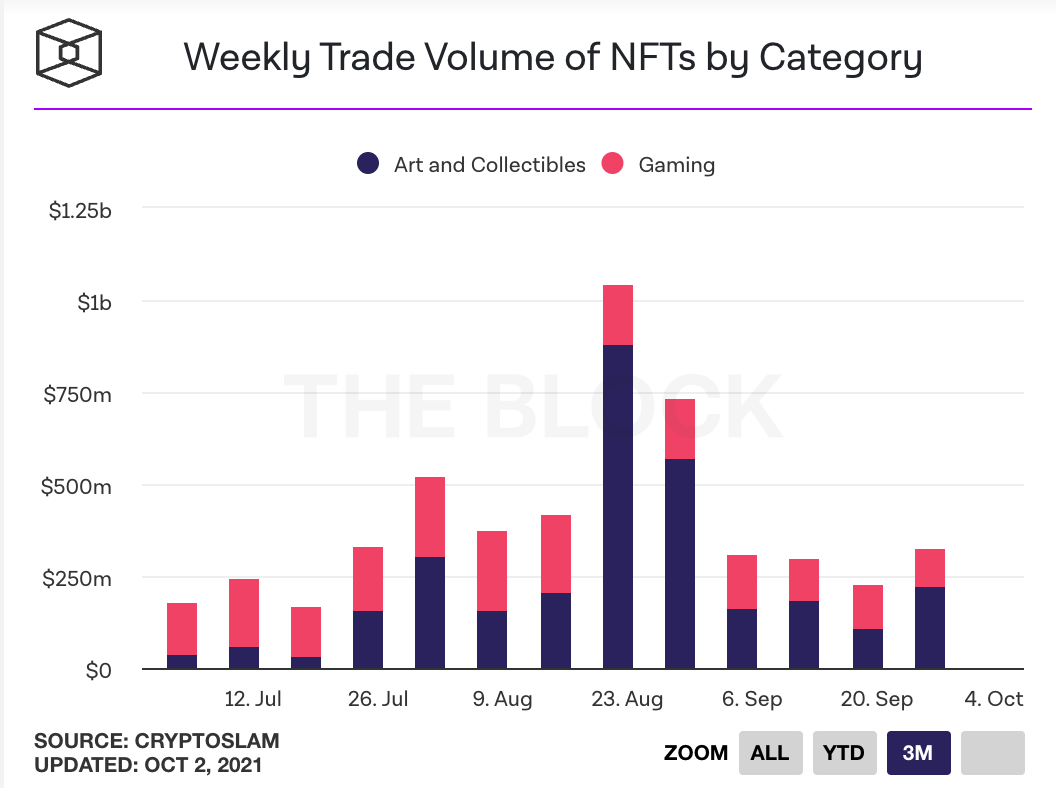 Weekly Trade Volume of NFTs by Category
Art and Collectibles Gaming
$1.25b
$1b
$750m
$500m
$250m
$0
THE BLOCK
12. Jul 26. Jul 9. Aug 23. Aug 6. Sep 20. Sep 4. Oct
SOURCE: CRYPTOSLAM
UPDATED: OCT 2, 2021
ZOOM ALL YTD 3M